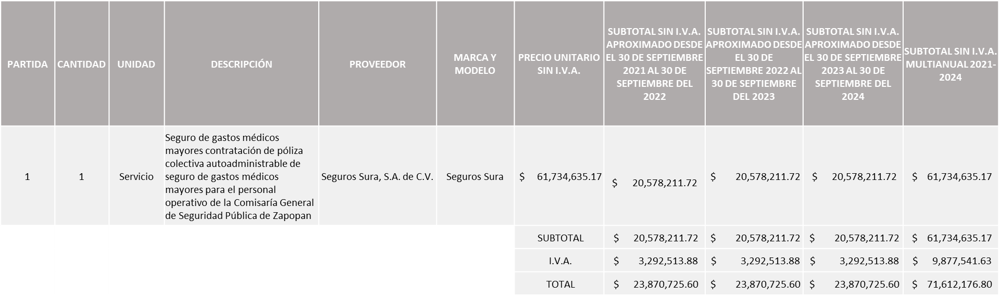 PARTIDA
CANTIDAD
UNIDAD
DESCRIPCIÓN
PROVEEDOR
MARCA Y
MODELO
PRECIO UNITARIO
SIN I.V.A.
SUBTOTAL SIN I.V.A.
APROXIMADO DESDE
EL 30 DE SEPTIEMBRE
2021 AL 30 DE
SEPTIEMBRE DEL
2022
SUBTOTAL SIN I.V.A.
APROXIMADO DESDE
EL 30 DE
SEPTIEMBRE 2022 AL
30 DE SEPTIEMBRE
DEL 2023
SUBTOTAL SIN I.V.A.
APROXIMADO DESDE
EL 30 DE SEPTIEMBRE
2023 AL 30 DE
SEPTIEMBRE DEL
2024
SUBTOTAL SIN I.V.A.
MULTIANUAL 2021-
2024
1
1
Servicio
Seguro de gastos médicos
mayores contratación de póliza
colectiva autoadministrable de
seguro de gastos médicos
mayores para el personal
operativo de la Comisaría General
de Seguridad Pública de Zapopan
Seguros Sura, S.A. de C.V.
Seguros Sura
$ 61,734,635.17
$ 20,578,211.72
$ 20,578,211.72
$ 20,578,211.72
$ 61,734,635.17
SUBTOTAL $ 20,578,211.72 $ 20,578,211.72 $ 20,578,211.72 $ 61,734,635.17
I.V.A. $ 3,292,513.88 $ 3,292,513.88 $ 3,292,513.88 $ 9,877,541.63
TOTAL $ 23,870,725.60 $ 23,870,725.60 $ 23,870,725.60 $ 71,612,176.80